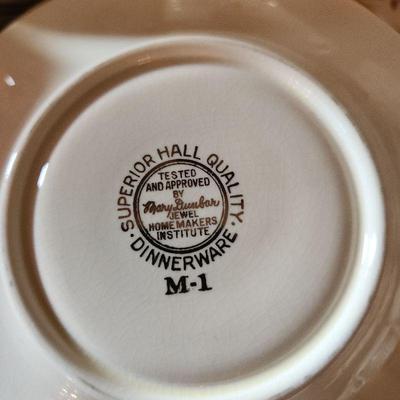 SUPERIOR HALL QUALITY
TESTED
AND APPROVED
BY
Mary Dunbar
JEWEL
HOMEMAKERS
INSTITUTE
· DINNERWARE ·
M-1